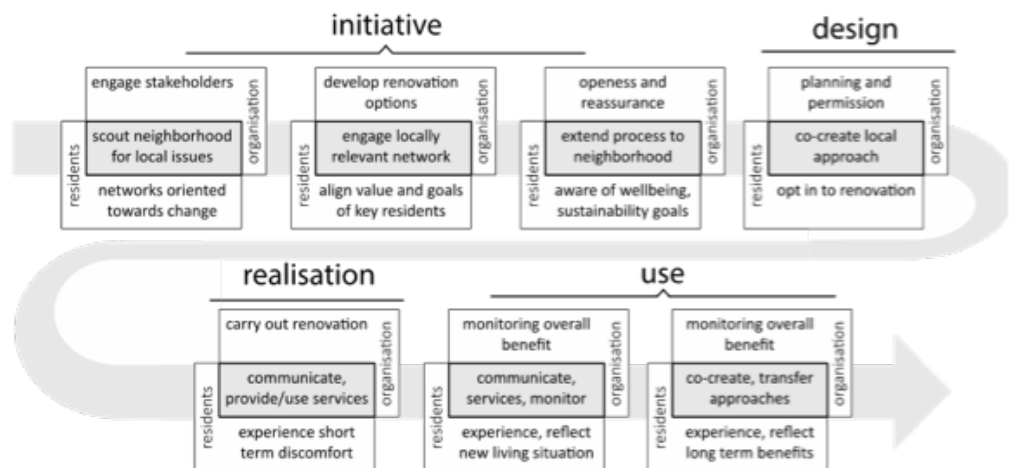 initiative
design
engage stakeholders
organisation
residents
scout neighborhood
for local issues
networks oriented
towards change
develop renovation
options
organisation
residents
engage locally
relevant network
align value and goals
of key residents
openess and
reassurance
organisation
residents
extend process to
neighborhood
aware of wellbeing,
sustainability goals
planning and
permission
organisation
residents
co-create local
approach
opt in to renovation
realisation
use
carry out renovation
organisation
residents
communicate,
provide/use services
experience short
term discomfort
monitoring overall
benefit
organisation
residents
communicate,
services, monitor
experience, reflect
new living situation
monitoring overall
benefit
organisation
residents
co-create, transfer
approaches
experience, reflect
long term benefits